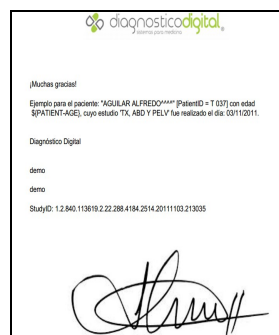 diagnosticodigital.
sistemas para medicina
¡Muchas gracias!
Ejemplo para el paciente: "AGUILAR ALFREDO^^^^" [PatientID = T 037] con edad
${PATIENT-AGE}, cuyo estudio 'TX, ABD Y PELV' fue realizado el dia: 03/11/2011.
Diagnóstico Digital
demo
demo
StudyID: 1.2.840.113619.2.22.288.4184.2514.20111103.213035